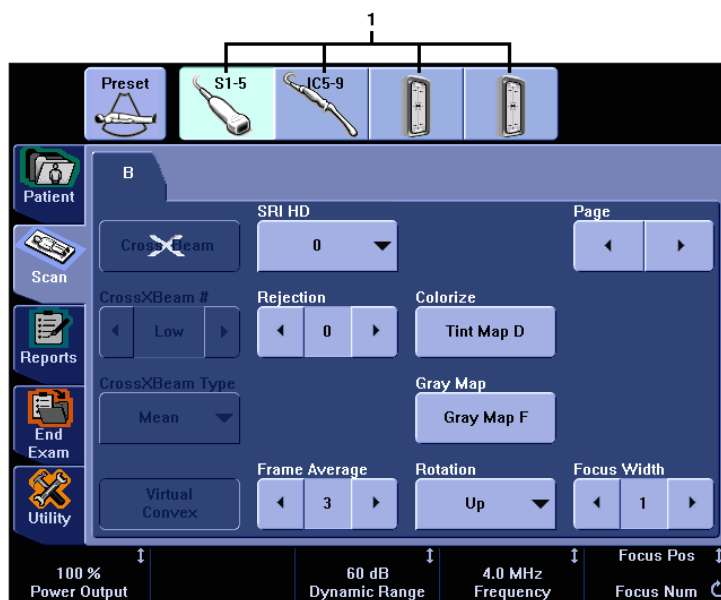 1
Preset
S1-5
IC5-9
Patient
B
SRI HD
Page
CrossXBeam
0
Scan
CrossXBeam #
Rejection
Colorize
Low
0
Tint Map D
Reports
CrossXBeam Type
Gray Map
Mean
Gray Map F
End
Exam
Frame Average
Rotation
Focus Width
Virtual
Convex
3
Up
1
Utility
Focus Pos
100 %
60 dB
4.0 MHz
Power Output
Dynamic Range
Frequency
Focus Num